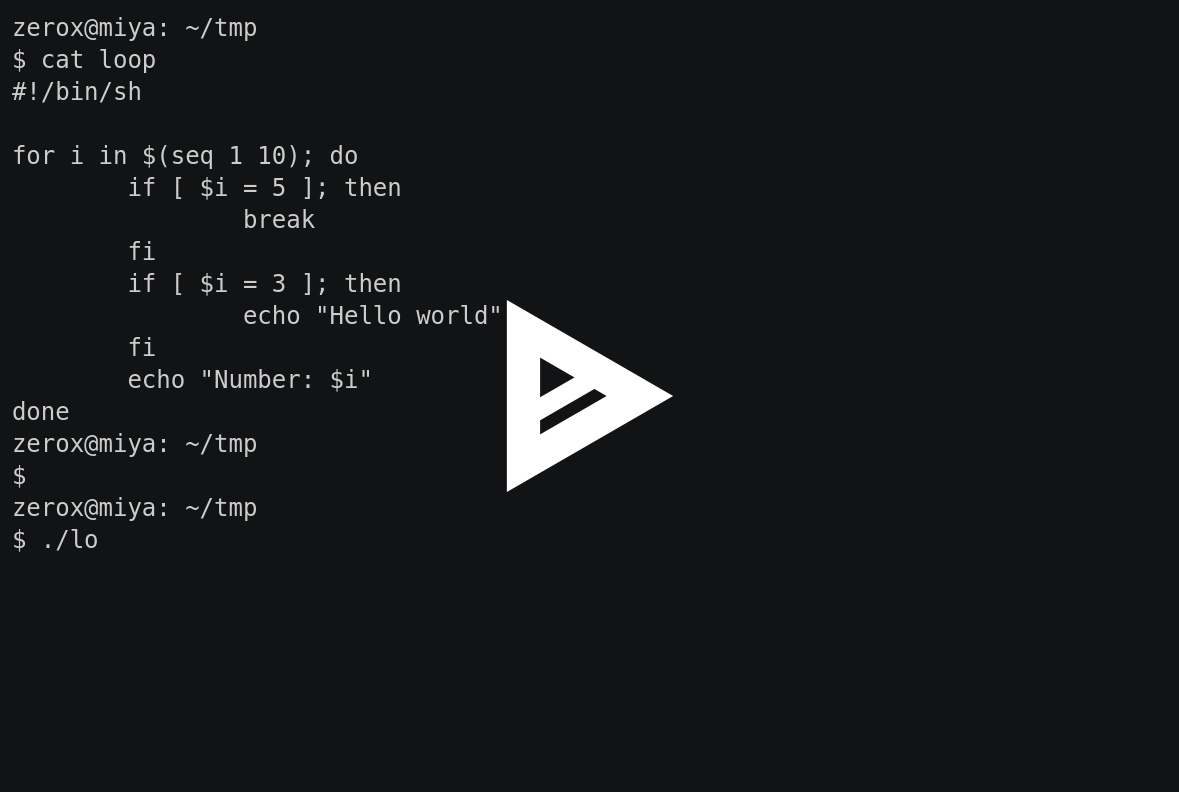 zerox@miya: ~/tmp
$ cat loop
#!/bin/sh

for i in $(seq 1 10); do
        if [ $i = 5 ]; then
                break
        fi
        if [ $i = 3 ]; then
                echo "Hello world"
        fi
        echo "Number: $i"
done
zerox@miya: ~/tmp
$
zerox@miya: ~/tmp
$ ./lo